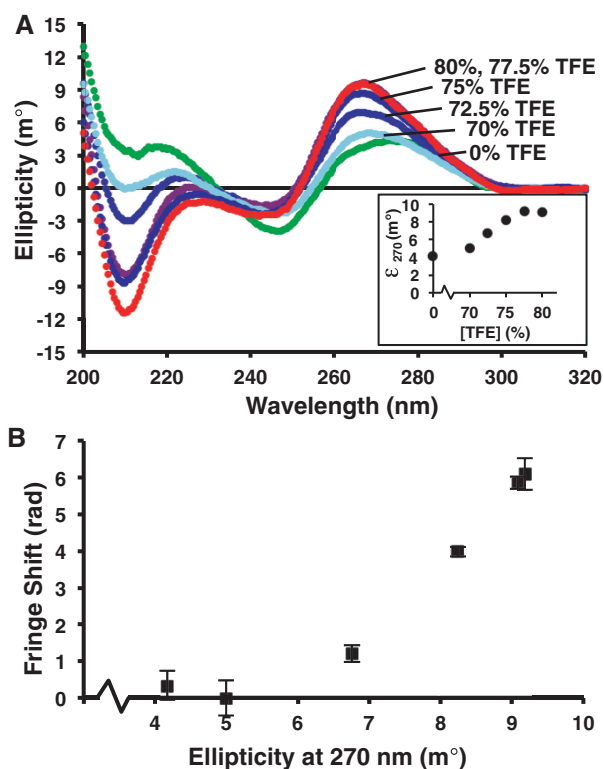 A
15
12
9
6
3
0
-3
-6
-9
-12
-15
Ellipticity (m°)
80%, 77.5% TFE
75% TFE
72.5% TFE
70% TFE
0% TFE
10
8
6
4
2
0
ε 270 (m°)
0 70 75 80
[TFE] (%)
200 220 240 260 280 300 320
Wavelength (nm)
B
7
6
5
4
3
2
1
0
Fringe Shift (rad)
4 5 6 7 8 9 10
Ellipticity at 270 nm (m°)